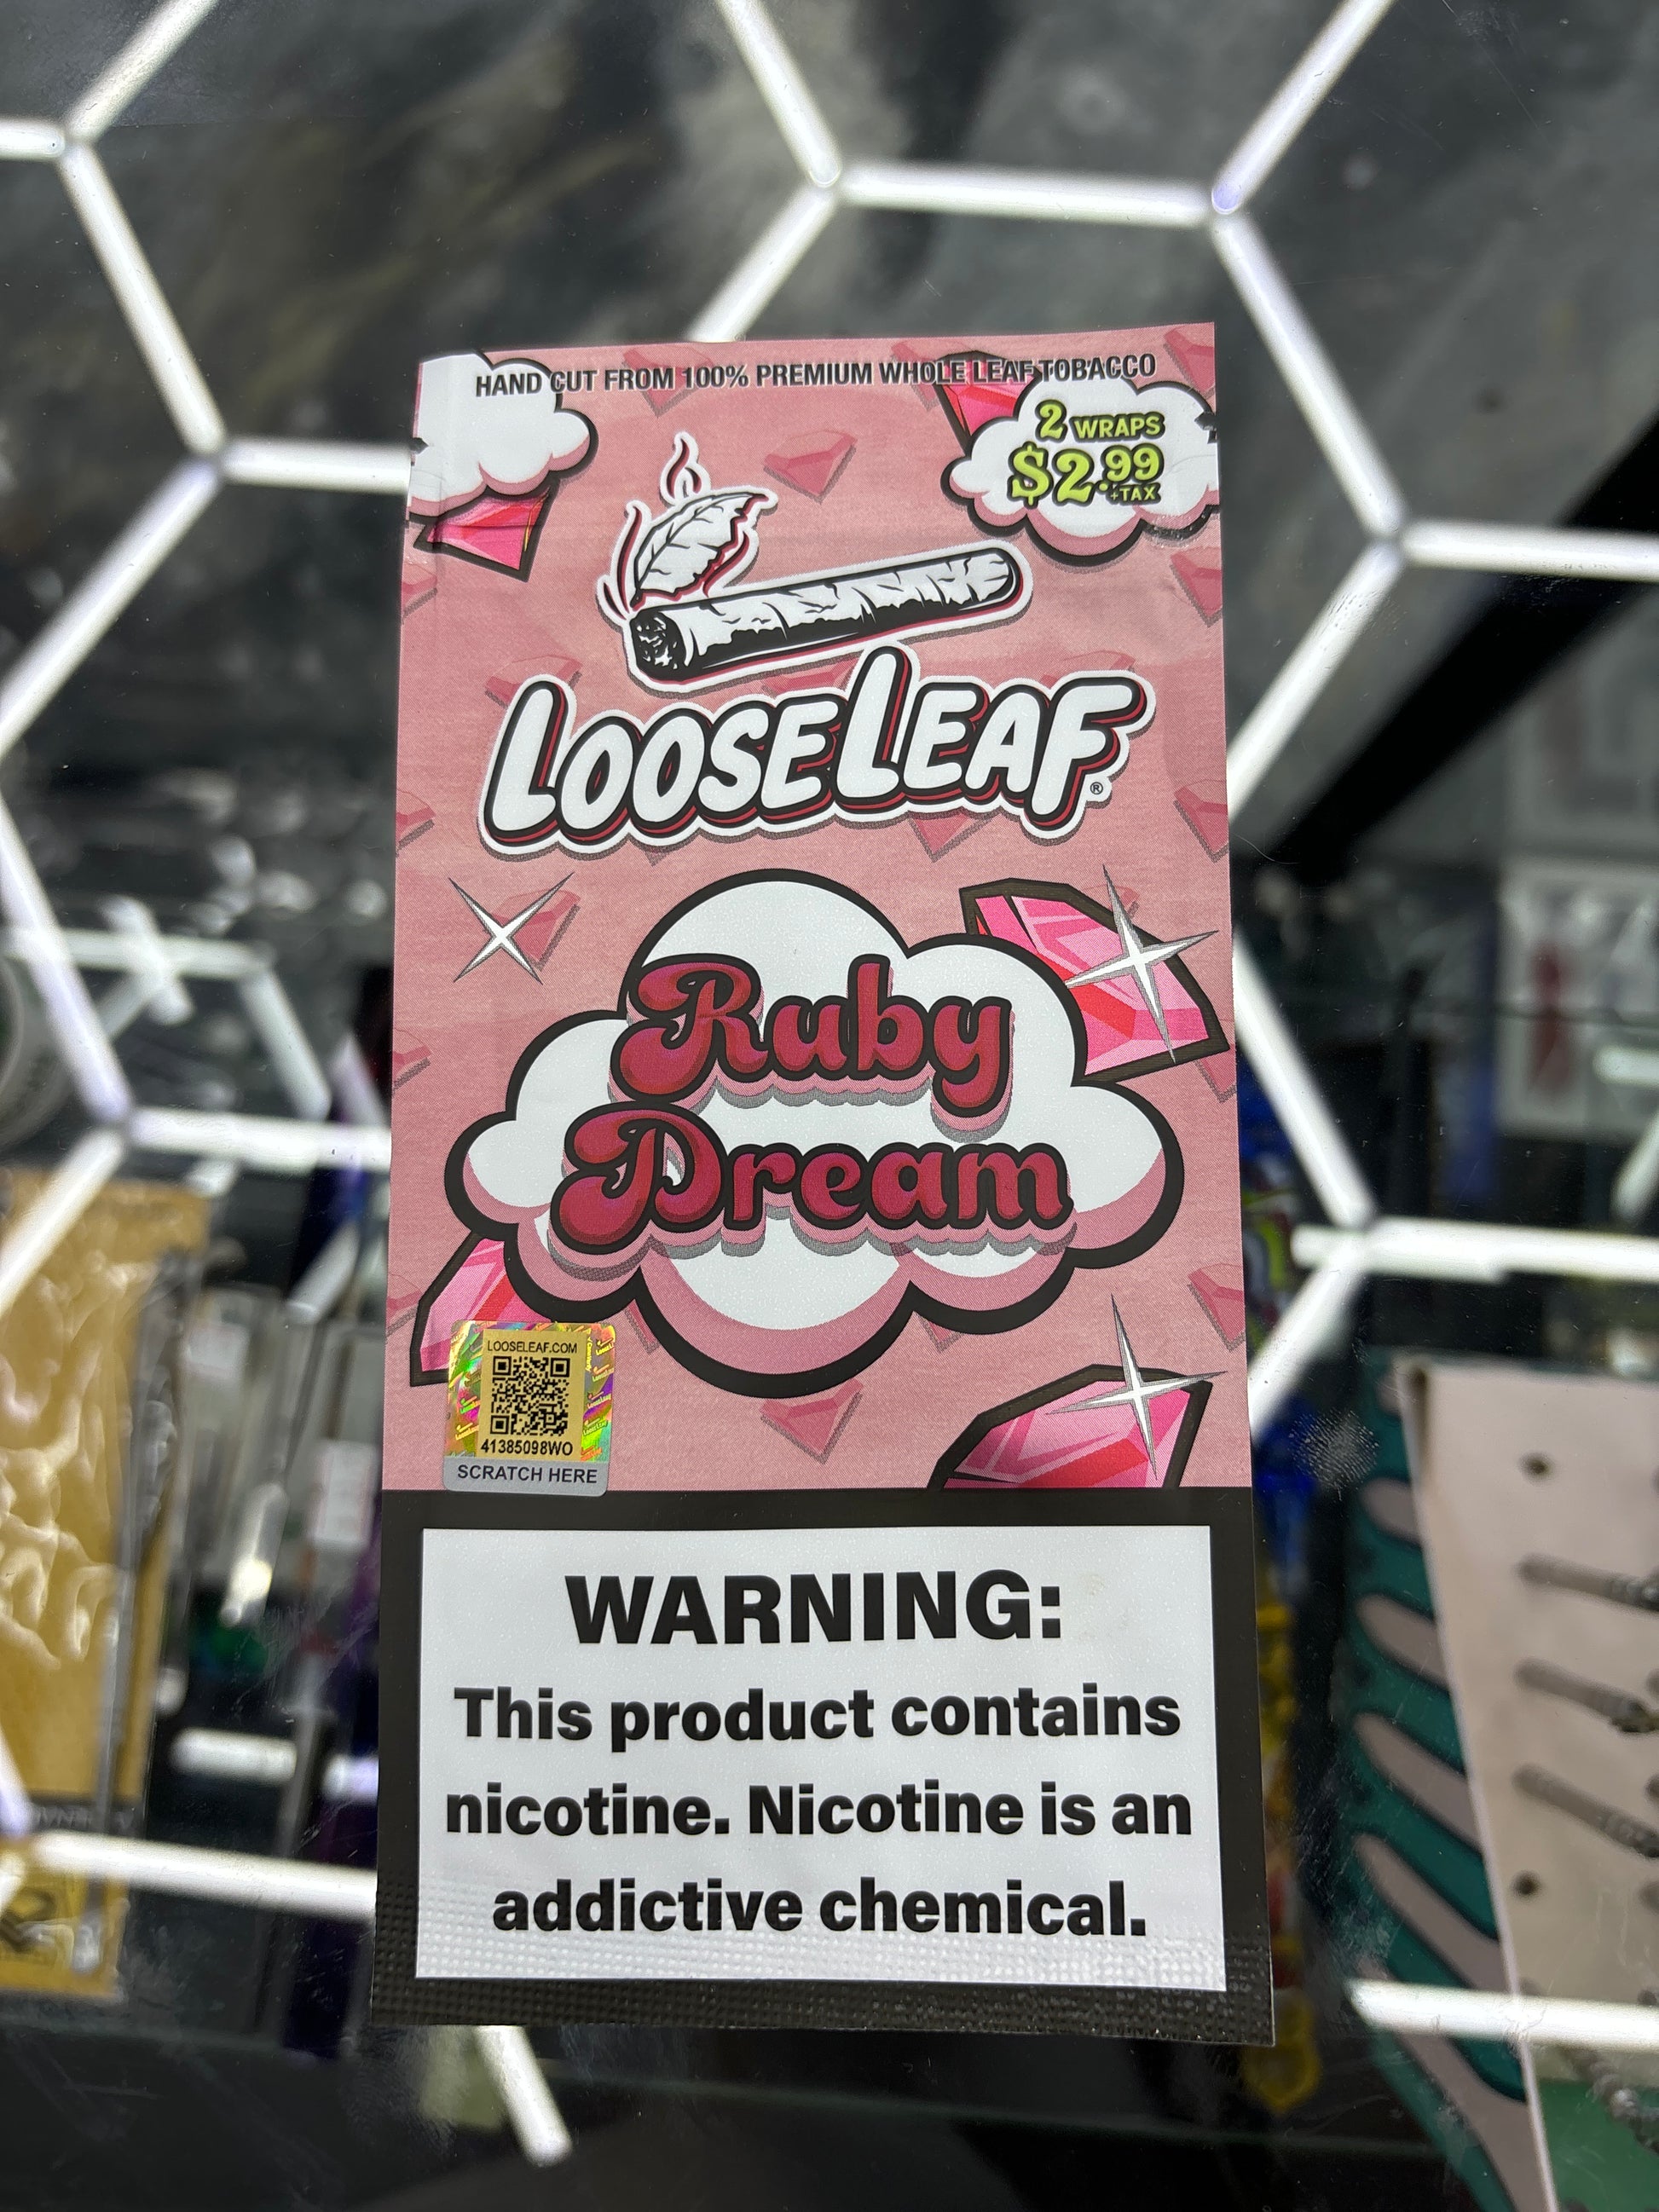 HAND CUT FROM 100% PREMIUM WHOLE LEAF TOBACCO
2 WRAPS
$2.99
+TAX
LOOSELEAF®
Ruby
Dream
LOOSELEAF.COM
41385098WO
SCRATCH HERE
WARNING:
This product contains
nicotine. Nicotine is an
addictive chemical.